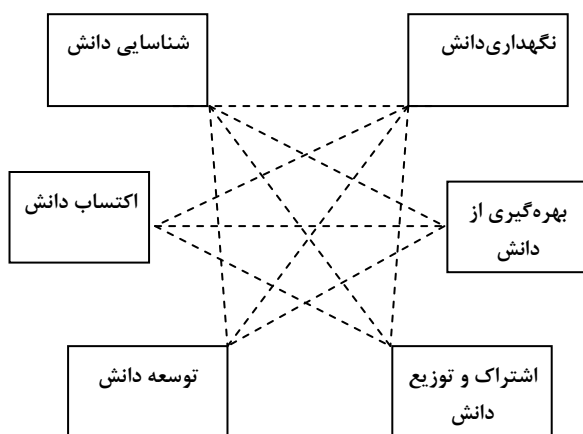 نگهداری‌دانش
شناسایی دانش
بهره‌گیری از
دانش
اکتساب دانش
اشتراک و توزیع
دانش
توسعه دانش